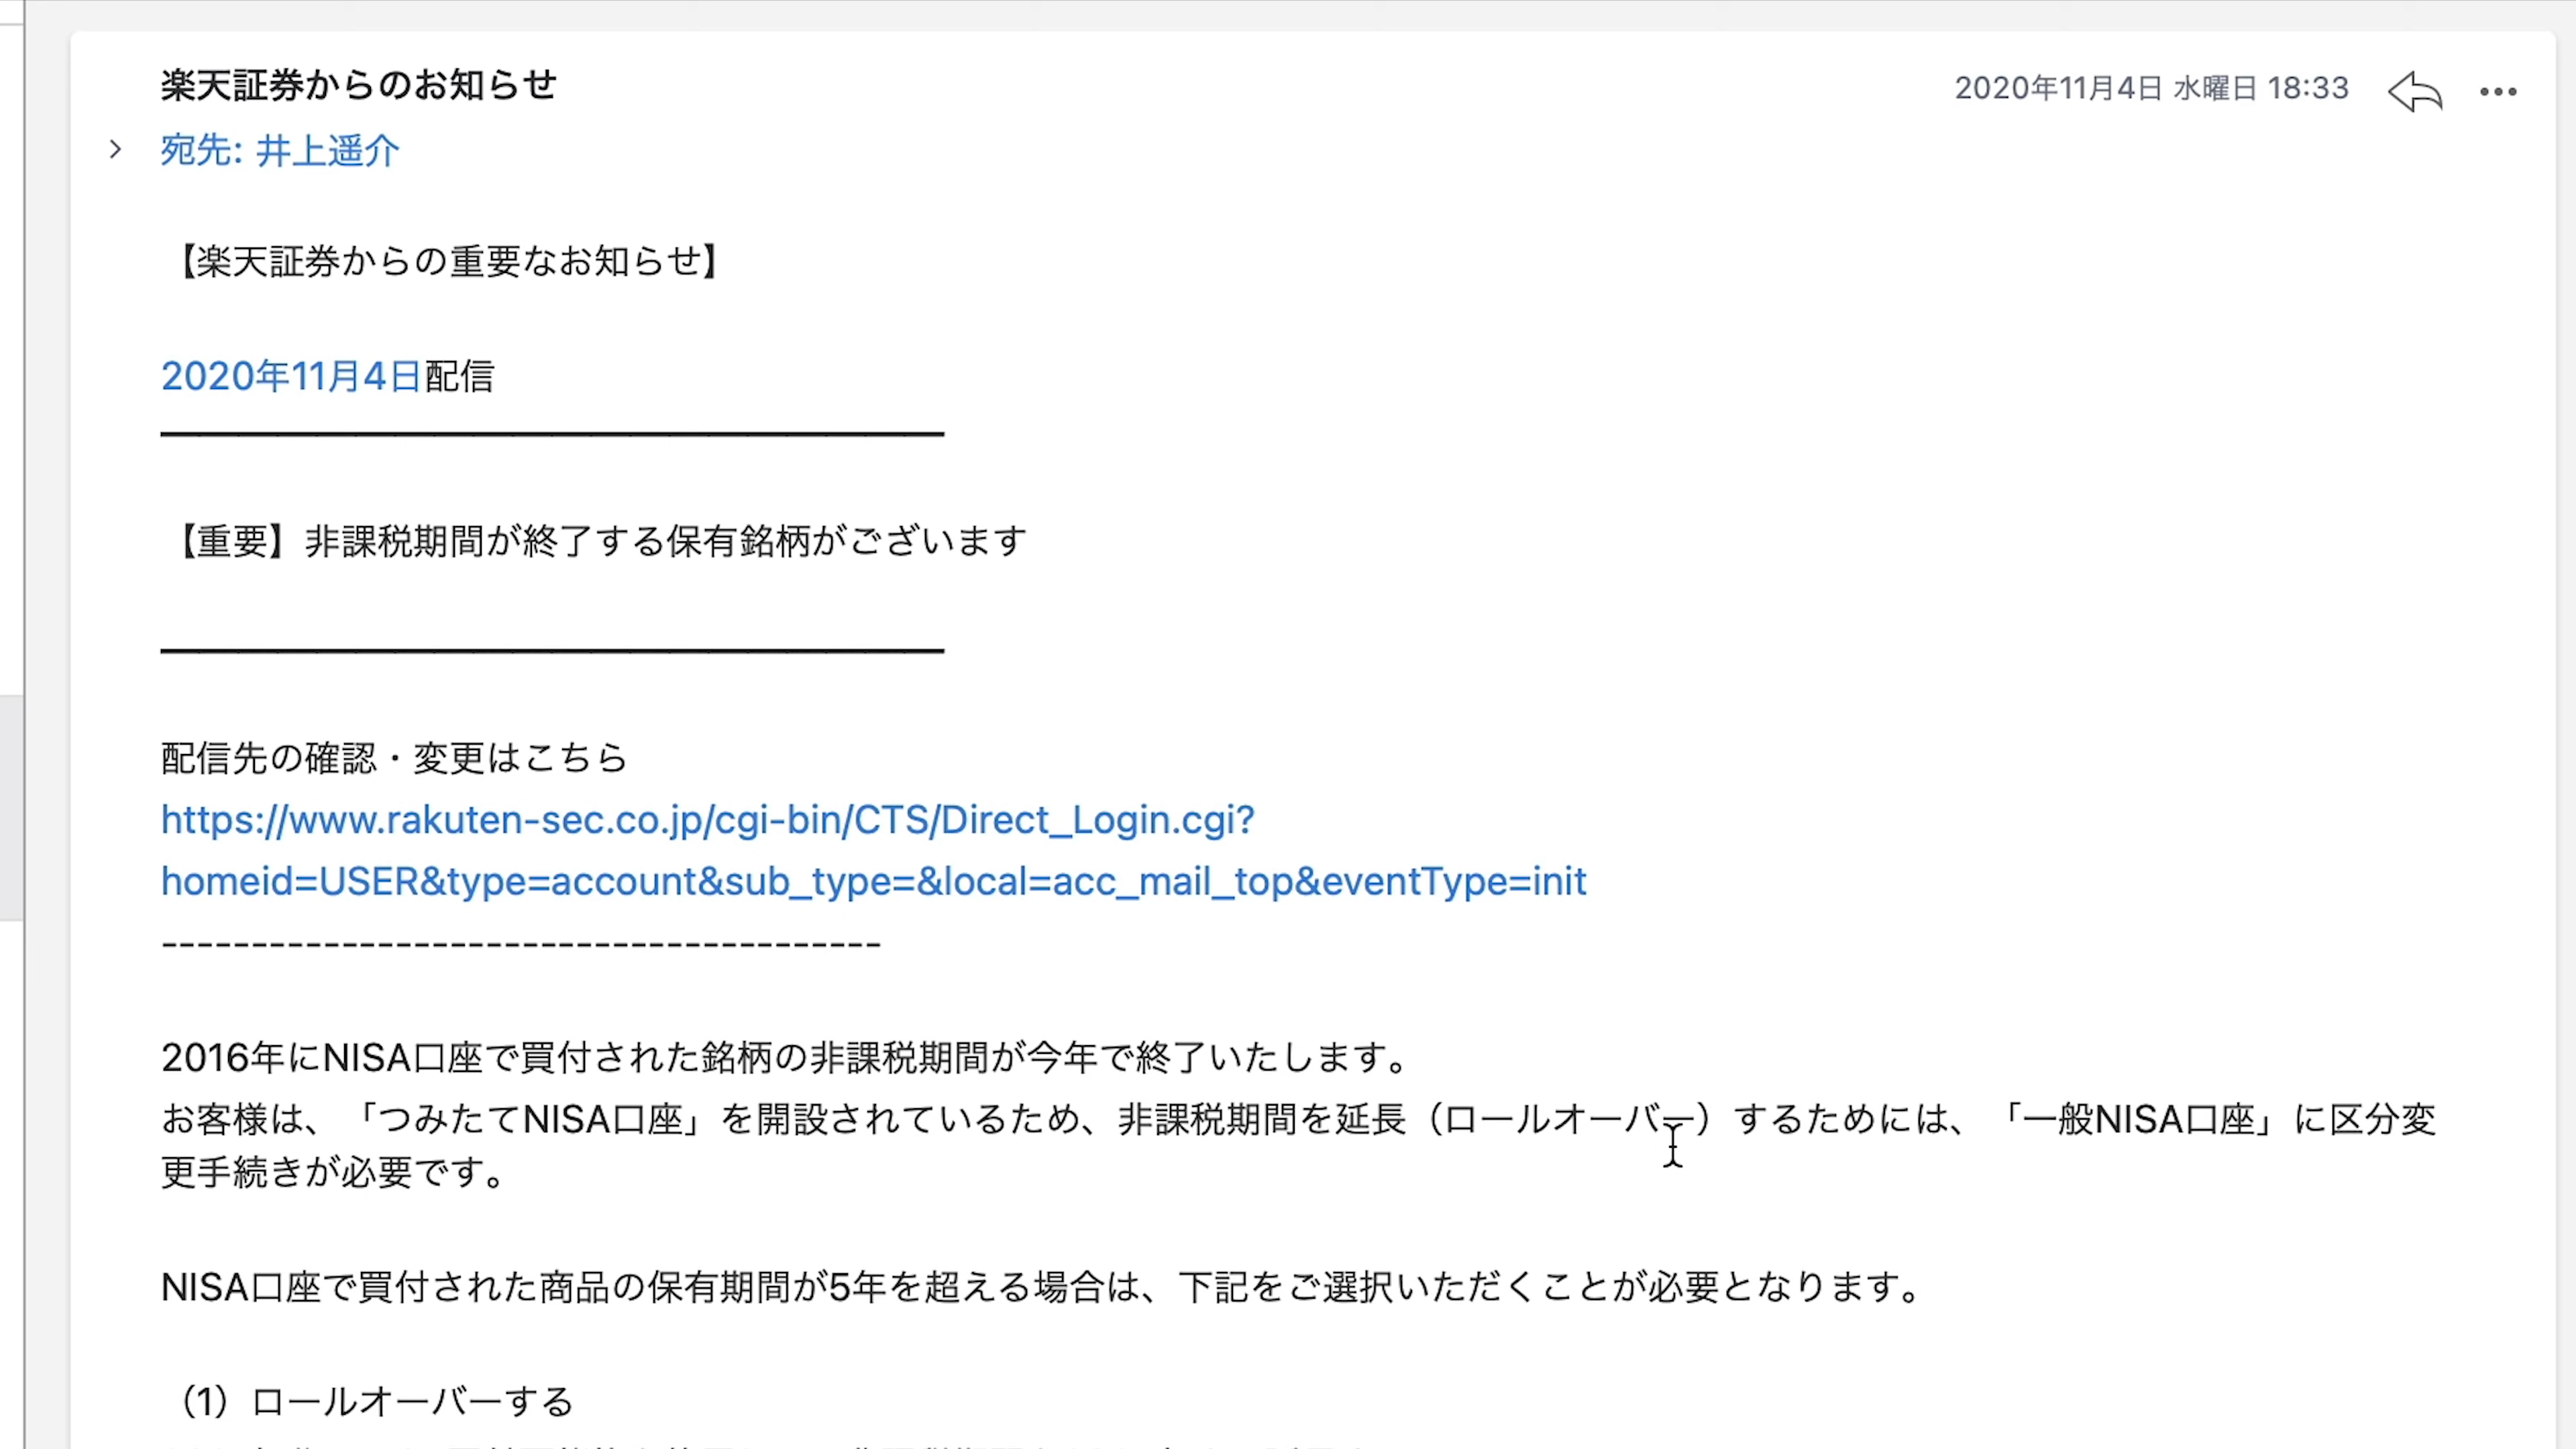 楽天証券からのお知らせ
2020年11月4日 水曜日 18:33
宛先: 井上遥介
【楽天証券からの重要なお知らせ】
2020年11月4日配信
【重要】非課税期間が終了する保有銘柄がございます
配信先の確認・変更はこちら
https://www.rakuten-sec.co.jp/cgi-bin/CTS/Direct_Login.cgi?
homeid=USER&type=account&sub_type=&local=acc_mail_top&eventType=init
----------------------------------------
2016年にNISA口座で買付された銘柄の非課税期間が今年で終了いたします。
お客様は、「つみたてNISA口座」を開設されているため、非課税期間を延長（ロールオーバー）するためには、「一般NISA口座」に区分変
更手続きが必要です。
NISA口座で買付された商品の保有期間が5年を超える場合は、下記をご選択いただくことが必要となります。
（1）ロールオーバーする